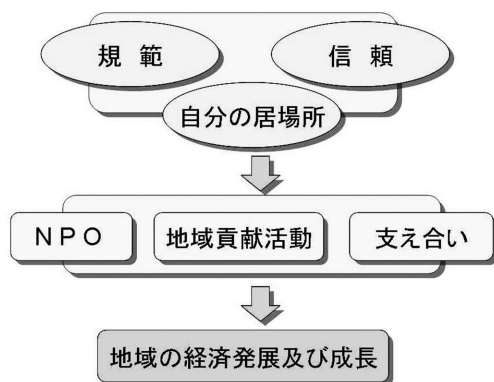 規範
信頼
自分の居場所
NPO
地域貢献活動
支え合い
地域の経済発展及び成長